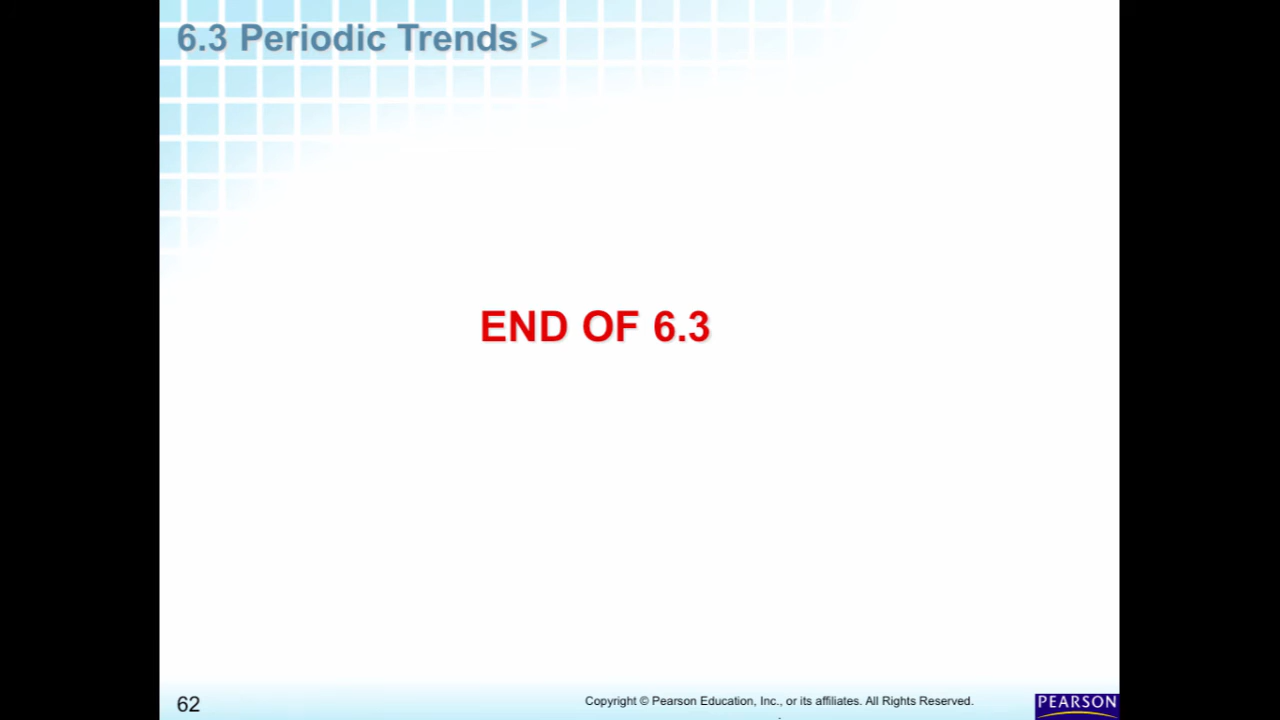 6.3 Periodic Trends >
END OF 6.3
62
Copyright © Pearson Education, Inc., or its affiliates. All Rights Reserved.
PEARSON